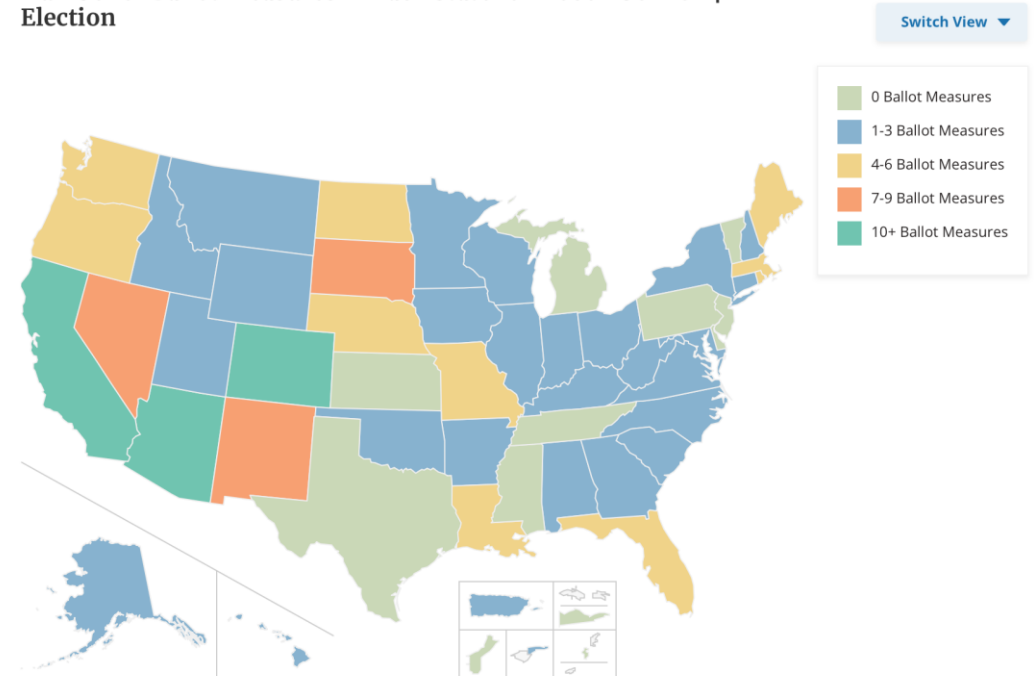 Election
Switch View
0 Ballot Measures
1-3 Ballot Measures
4-6 Ballot Measures
7-9 Ballot Measures
10+ Ballot Measures